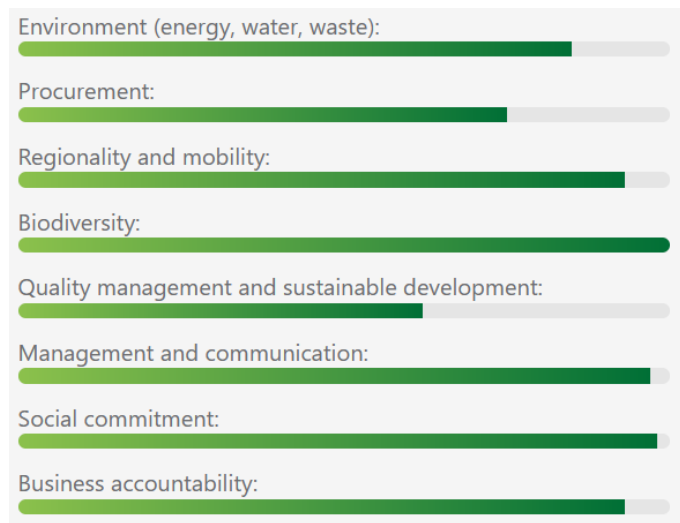 Environment (energy, water, waste):
Procurement:
Regionality and mobility:
Biodiversity:
Quality management and sustainable development:
Management and communication:
Social commitment:
Business accountability: